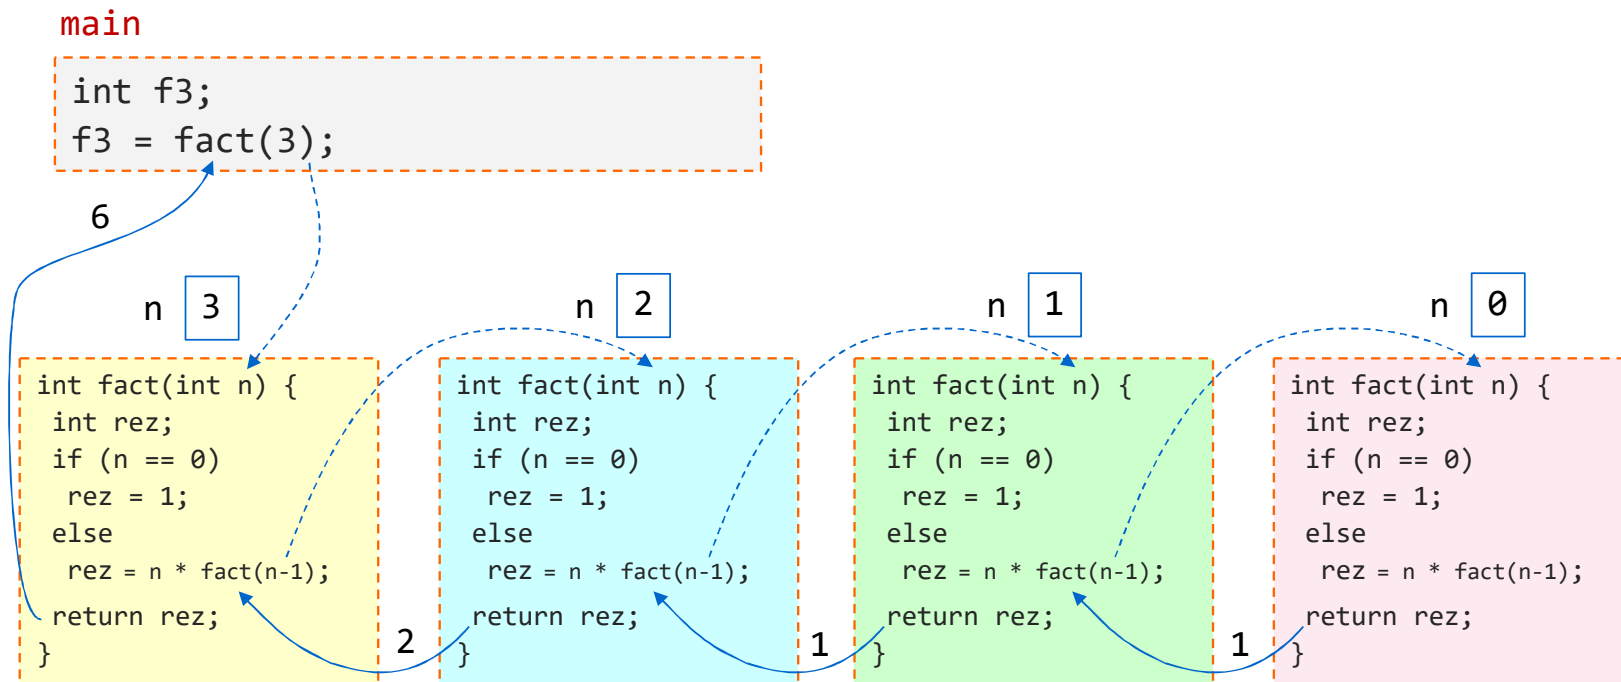 main
int f3;
f3 = fact(3);
6
n 3
n 2
n 1
n 0
int fact(int n) {
int rez;
if (n == 0)
rez = 1;
else
rez = n * fact(n-1);
return rez;
}
2
int fact(int n) {
int rez;
if (n == 0)
rez = 1;
else
rez = n * fact(n-1);
return rez;
}
1
int fact(int n) {
int rez;
if (n == 0)
rez = 1;
else
rez = n * fact(n-1);
return rez;
}
1
int fact(int n) {
int rez;
if (n == 0)
rez = 1;
else
rez = n * fact(n-1);
return rez;
}